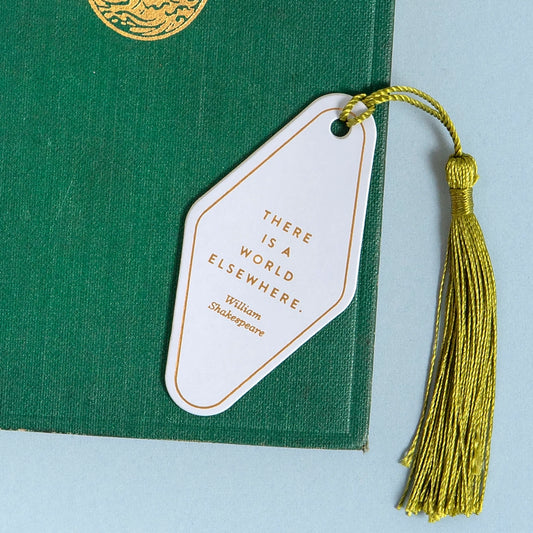 THERE
IS A
WORLD
ELSEWHERE.
William
Shakespeare